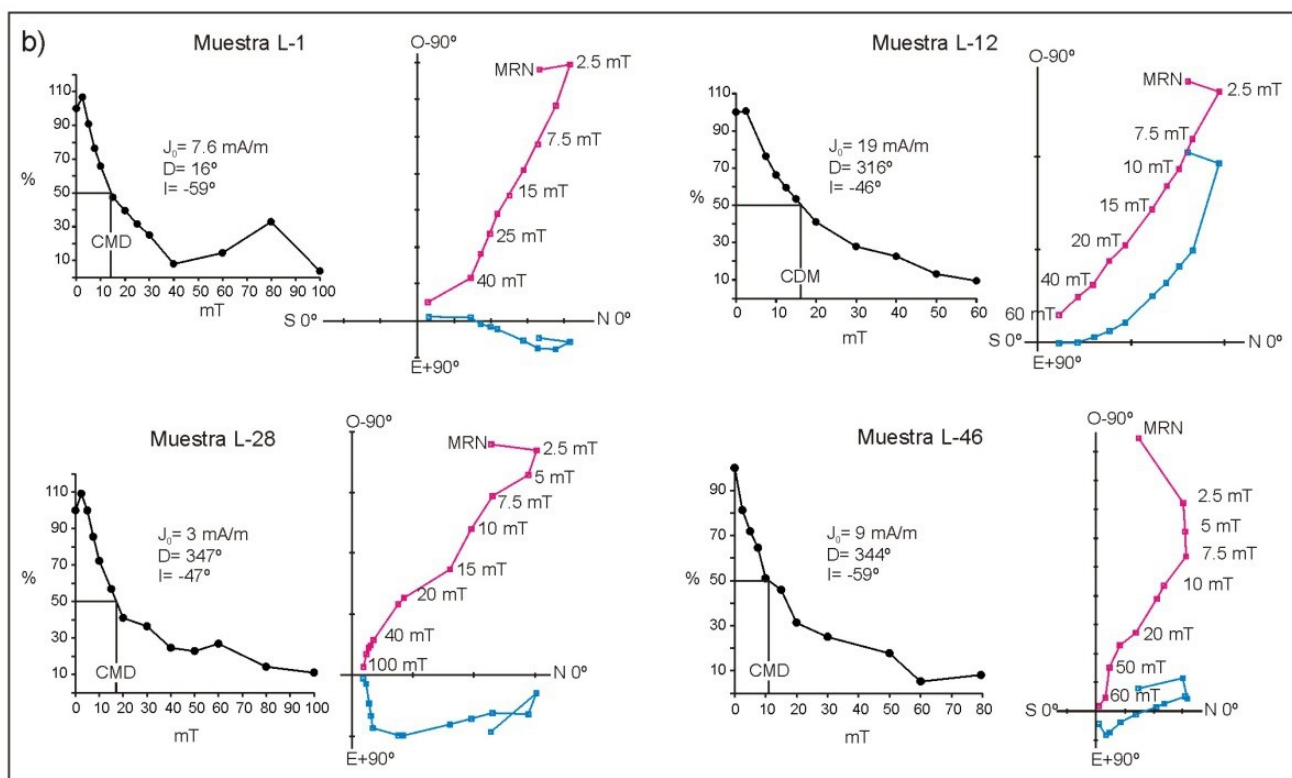 b)
Muestra L-1
110
90
70
50
30
10
%
CMD
0 10 20 30 40 50 60 70 80 90 100
mT
J₀= 7.6 mA/m
D= 16º
I= -59º
O-90º
MRN
2.5 mT
7.5 mT
15 mT
25 mT
40 mT
S 0º
N 0º
E+90º
Muestra L-12
110
90
70
50
30
10
%
CDM
0 10 20 30 40 50 60
mT
J₀= 19 mA/m
D= 316º
I= -46º
O-90º
MRN
2.5 mT
7.5 mT
10 mT
15 mT
20 mT
40 mT
60 mT
S 0º
N 0º
E+90º
Muestra L-28
110
90
70
50
30
10
%
CMD
0 10 20 30 40 50 60 70 80 90 100
mT
J₀= 3 mA/m
D= 347º
I= -47º
O-90º
MRN
2.5 mT
5 mT
7.5 mT
10 mT
15 mT
20 mT
40 mT
100 mT
N 0º
E+90º
Muestra L-46
90
70
50
30
10
%
CMD
0 10 20 30 40 50 60 70 80
mT
J₀= 9 mA/m
D= 344º
I= -59º
O-90º
MRN
2.5 mT
5 mT
7.5 mT
10 mT
20 mT
50 mT
60 mT
S 0º
N 0º
E+90º